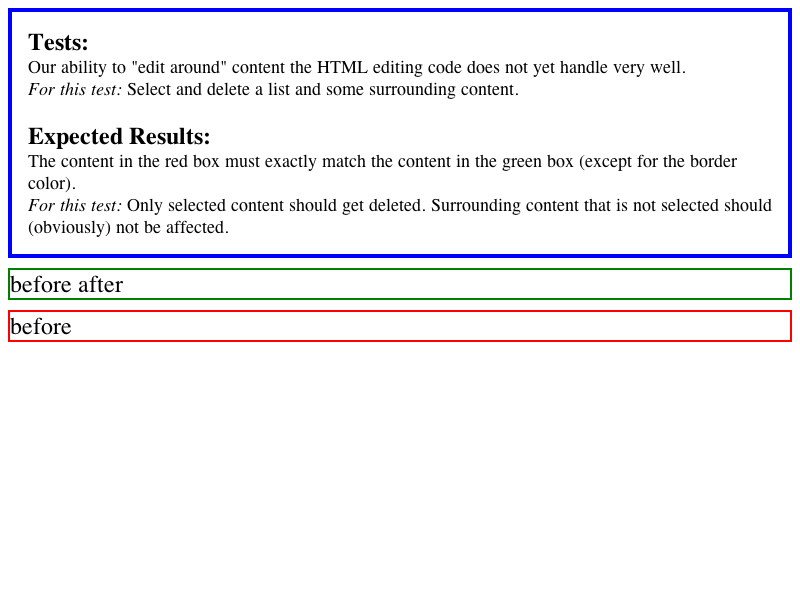 Tests:
Our ability to "edit around" content the HTML editing code does not yet handle very well.
For this test: Select and delete a list and some surrounding content.
Expected Results:
The content in the red box must exactly match the content in the green box (except for the border
color).
For this test: Only selected content should get deleted. Surrounding content that is not selected should
(obviously) not be affected.
before after
before